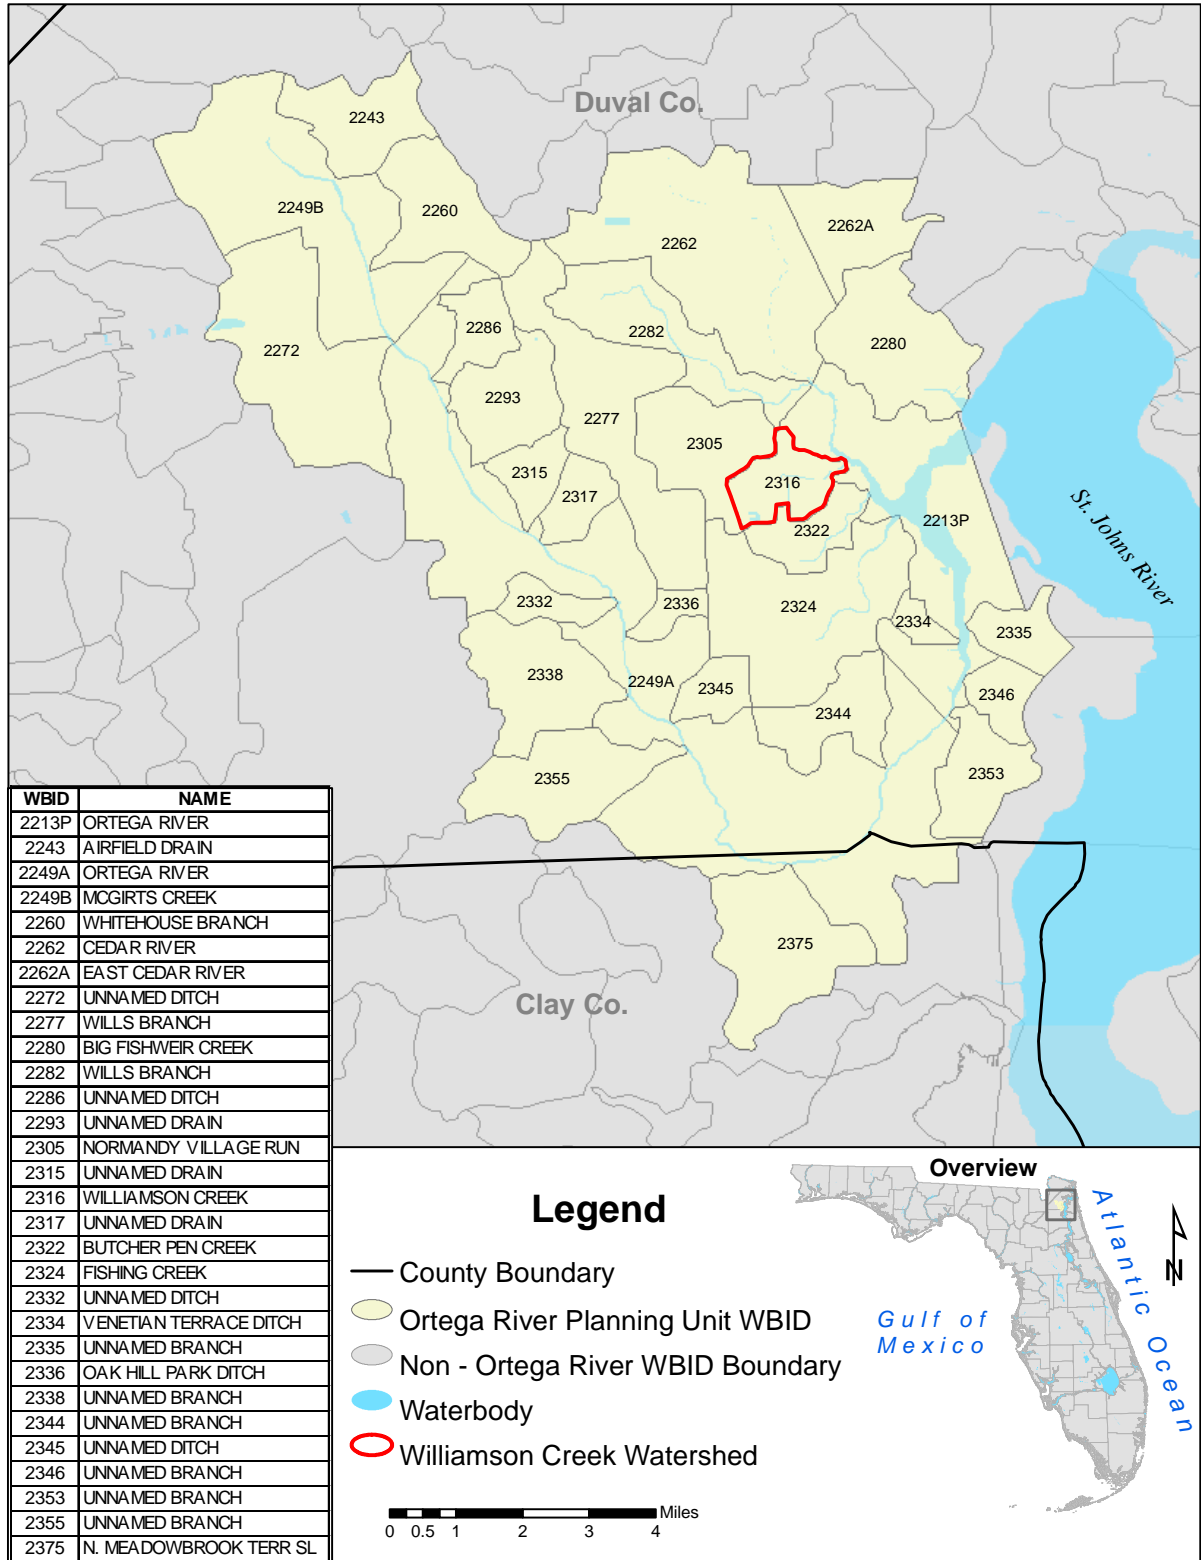 Duval Co.
2243
2249B
2260
2262
2262A
2286
2282
2280
2272
2293
2277
2305
2315
2317
2316
2322
2213P
St. Johns River
2332
2336
2324
2334
2335
2338
2249A
2345
2344
2346
2355
2353
2375
Clay Co.
WBID NAME
2213P ORTEGA RIVER
2243 AIRFIELD DRAIN
2249A ORTEGA RIVER
2249B MCGIRTS CREEK
2260 WHITEHOUSE BRANCH
2262 CEDAR RIVER
2262A EAST CEDAR RIVER
2272 UNNAMED DITCH
2277 WILLS BRANCH
2280 BIG FISHWEIR CREEK
2282 WILLS BRANCH
2286 UNNAMED DITCH
2293 UNNAMED DRAIN
2305 NORMANDY VILLAGE RUN
2315 UNNAMED DRAIN
2316 WILLIAMSON CREEK
2317 UNNAMED DRAIN
2322 BUTCHER PEN CREEK
2324 FISHING CREEK
2332 UNNAMED DITCH
2334 VENETIAN TERRACE DITCH
2335 UNNAMED BRANCH
2336 OAK HILL PARK DITCH
2338 UNNAMED BRANCH
2344 UNNAMED BRANCH
2345 UNNAMED DITCH
2346 UNNAMED BRANCH
2353 UNNAMED BRANCH
2355 UNNAMED BRANCH
2375 N. MEADOWBROOK TERR SL
Legend
County Boundary
Ortega River Planning Unit WBID
Non - Ortega River WBID Boundary
Waterbody
Williamson Creek Watershed
Miles
0 0.5 1 2 3 4
Overview
Gulf of
Mexico
Atlantic Ocean
N